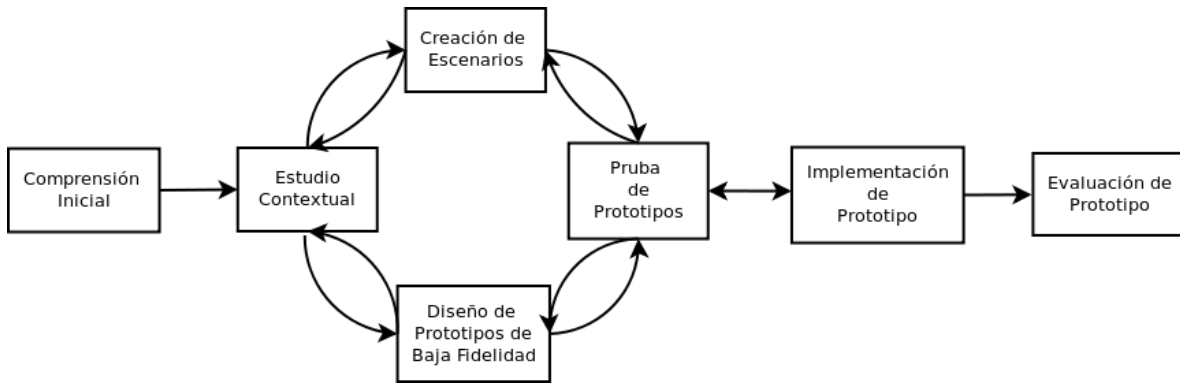 Comprensión
Inicial
Estudio
Contextual
Creación de
Escenarios
Diseño de
Prototipos de
Baja Fidelidad
Pruba
de
Prototipos
Implementación
de
Prototipo
Evaluación de
Prototipo